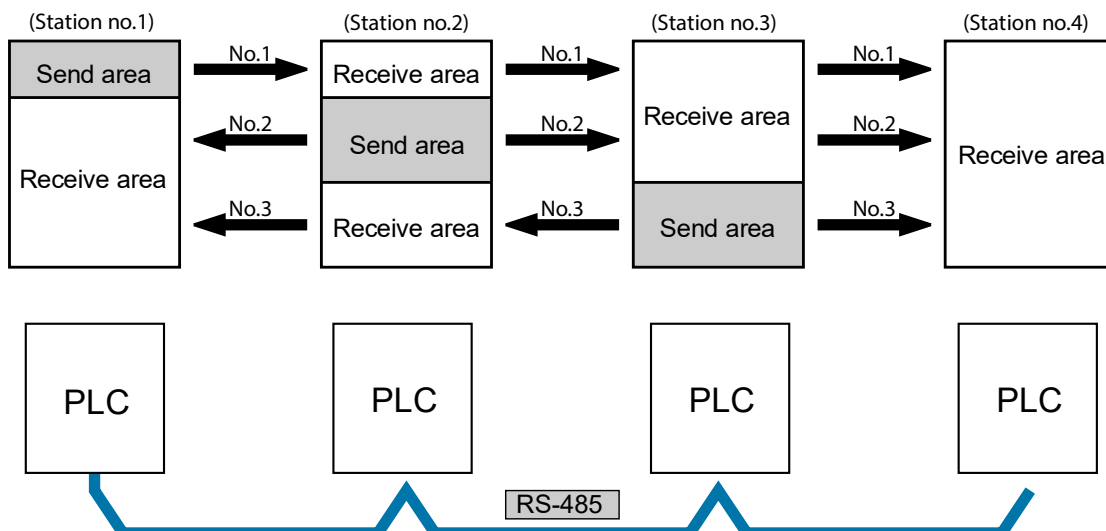 (Station no.1) (Station no.2) (Station no.3) (Station no.4)
Send area No.1 Receive area No.1 No.1
Receive area
No.2 Send area No.2 No.2
Receive area Receive area
No.3 Receive area No.3 Send area No.3
PLC PLC PLC PLC
RS-485